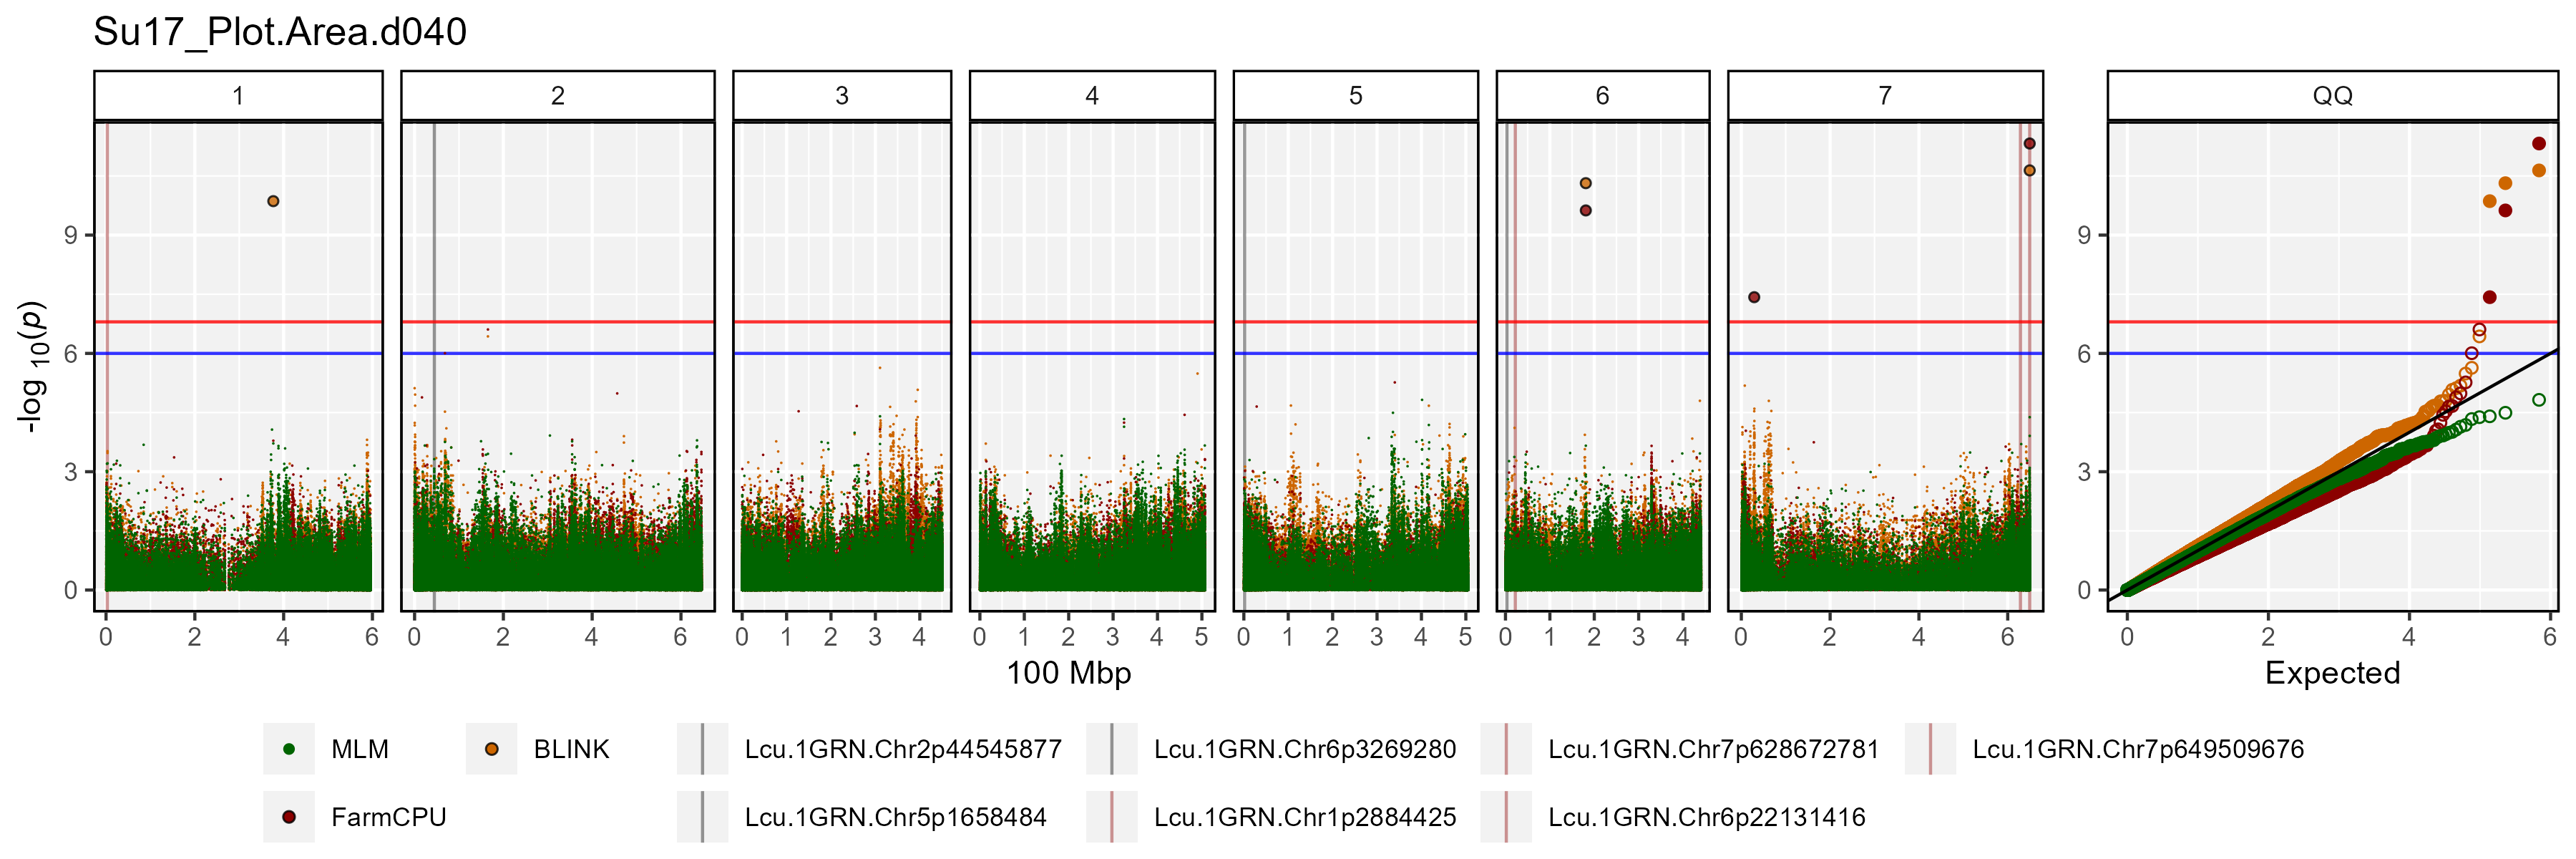 Su17_Plot.Area.d040
1 2 3 4 5 6 7 QQ
-log 10(p)
9 9
6 6
3 3
0 0
0 2 4 6 0 2 4 6 0 1 2 3 4 0 1 2 3 4 5 0 1 2 3 4 5 0 1 2 3 4 0 2 4 6 0 2 4 6
100 Mbp Expected
MLM BLINK Lcu.1GRN.Chr2p44545877 Lcu.1GRN.Chr6p3269280 Lcu.1GRN.Chr7p628672781 Lcu.1GRN.Chr7p649509676
FarmCPU Lcu.1GRN.Chr5p1658484 Lcu.1GRN.Chr1p2884425 Lcu.1GRN.Chr6p22131416